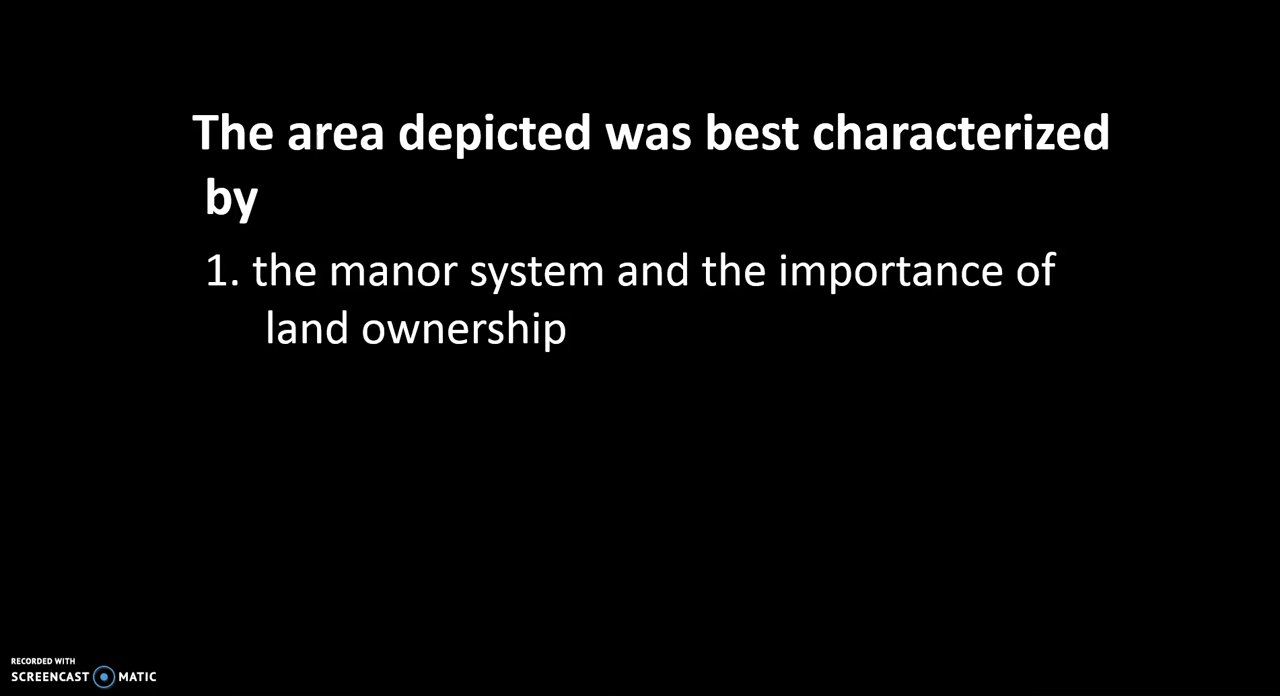 The area depicted was best characterized
by
1. the manor system and the importance of
land ownership
RECORDED WITH
SCREENCAST MATIC